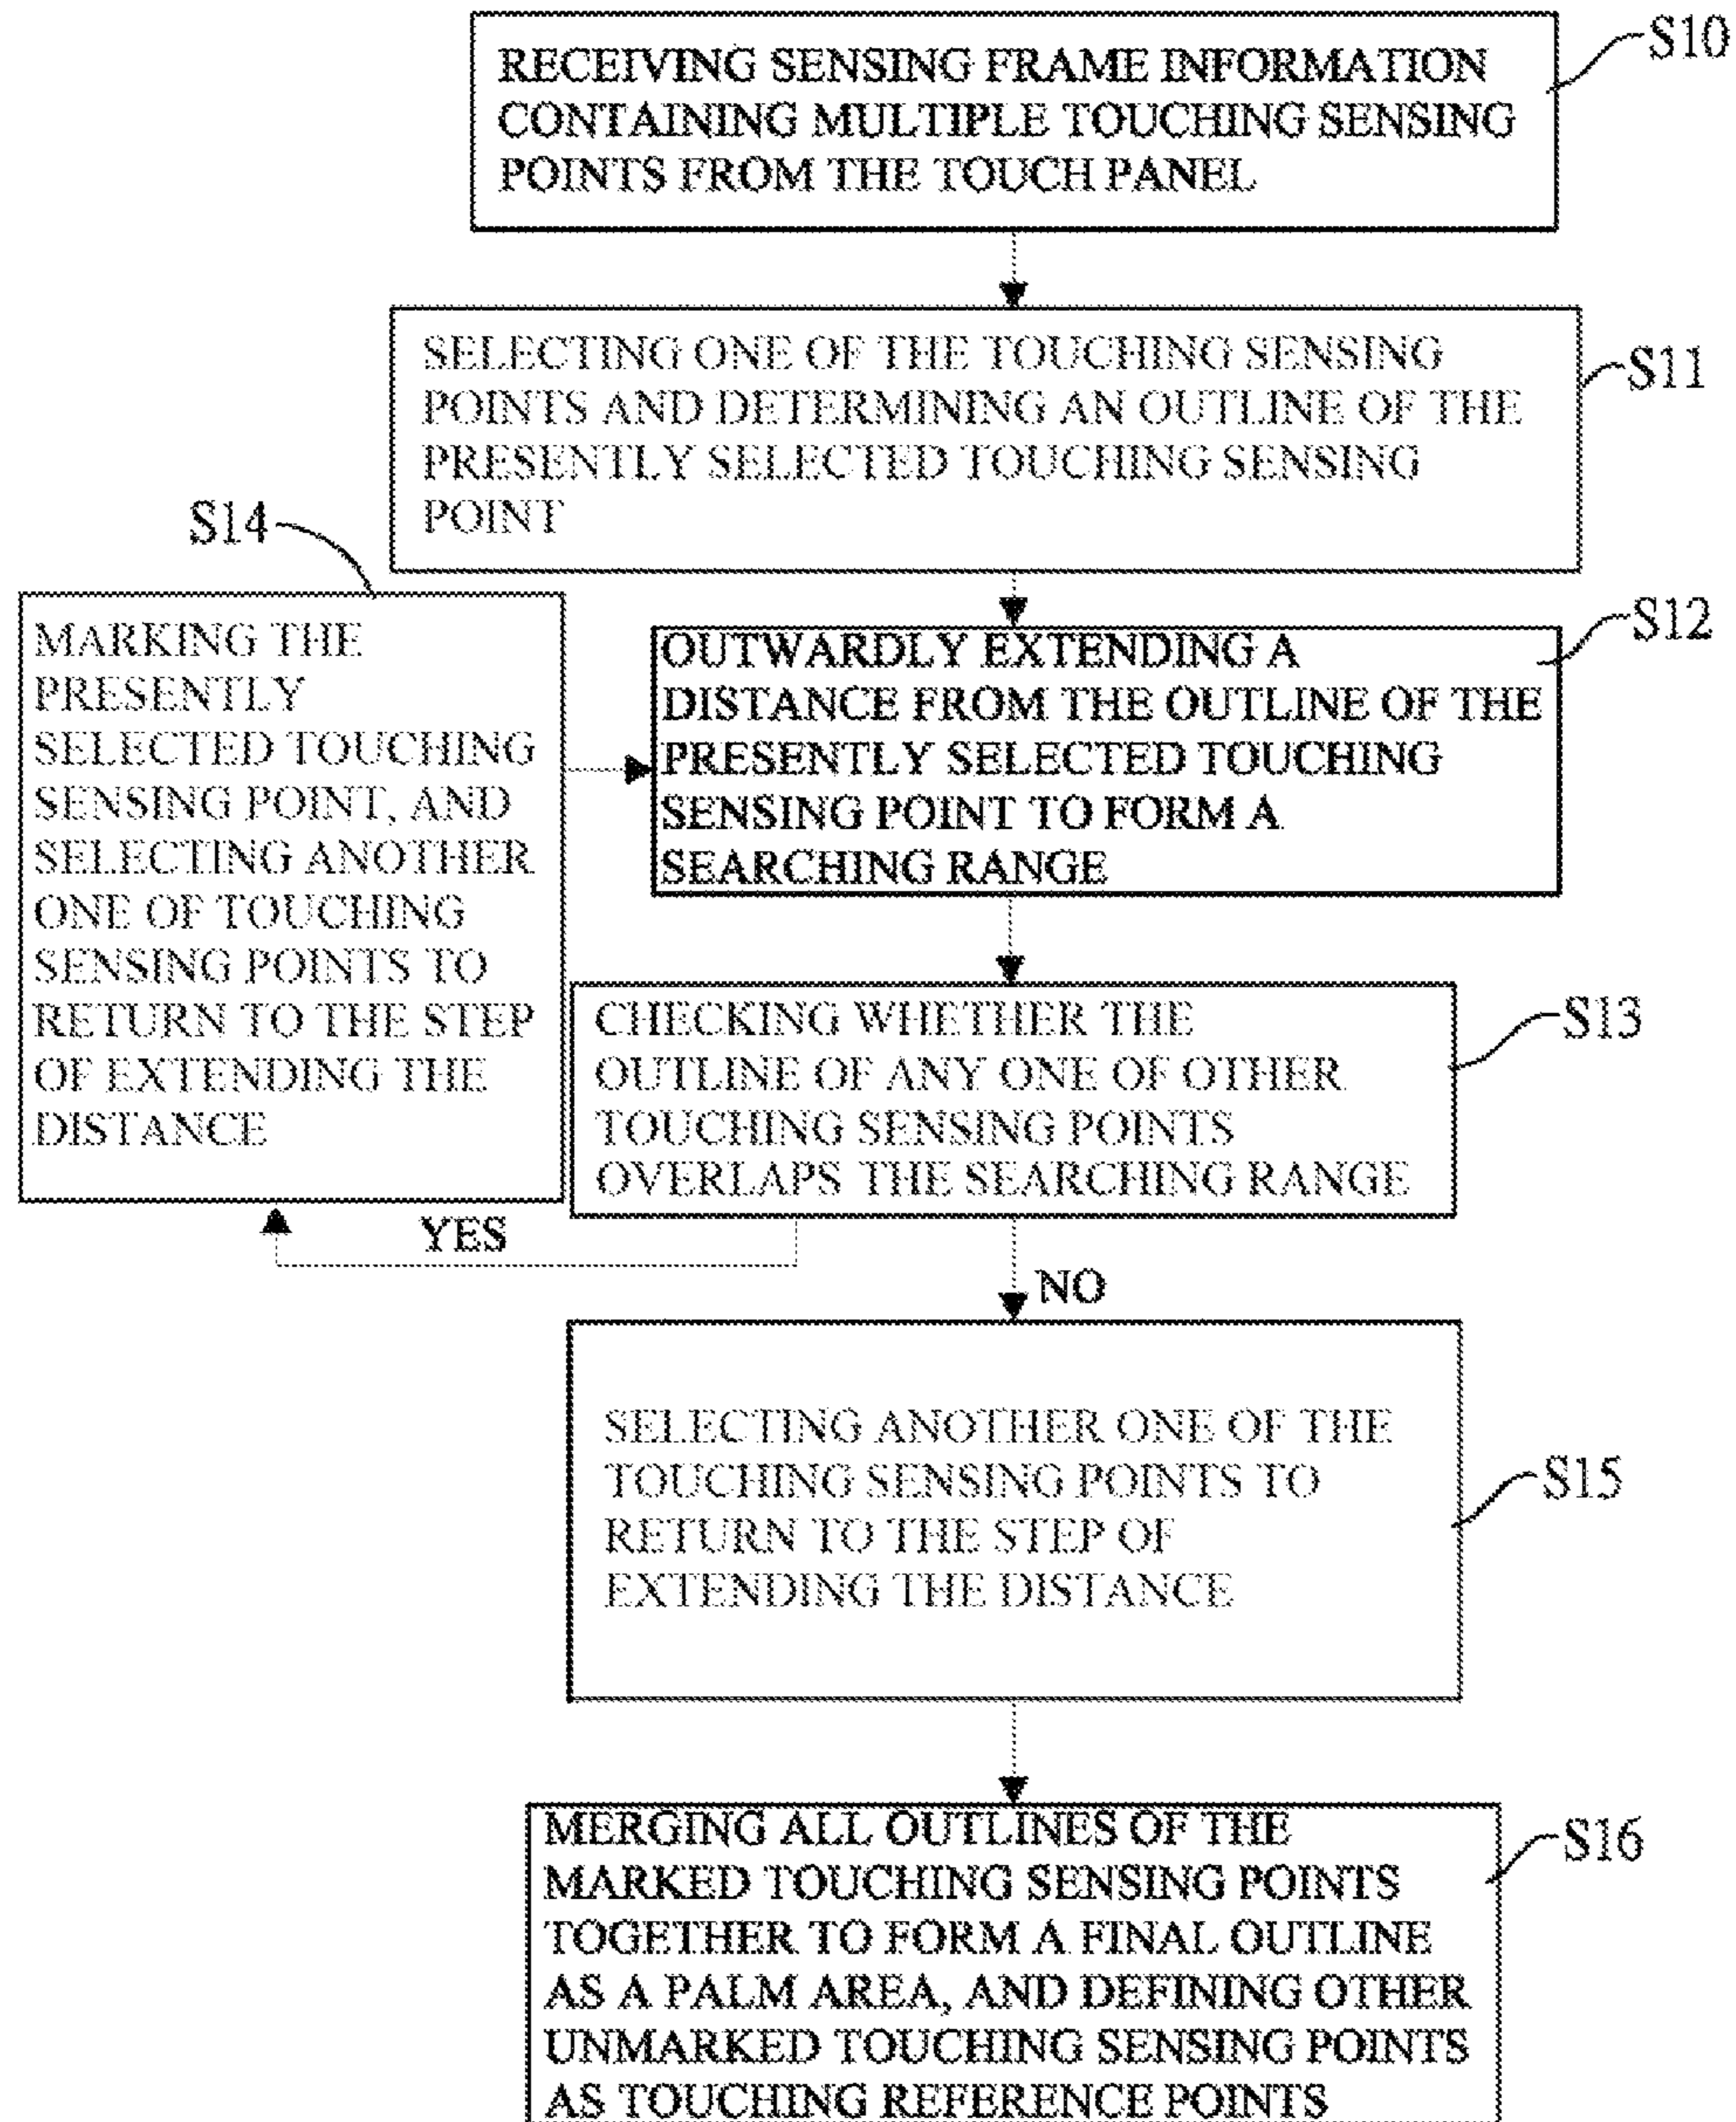 RECEIVING SENSING FRAME INFORMATION
CONTAINING MULTIPLE TOUCHING SENSING
POINTS FROM THE TOUCH PANEL
S10
SELECTING ONE OF THE TOUCHING SENSING
POINTS AND DETERMINING AN OUTLINE OF THE
PRESENTLY SELECTED TOUCHING SENSING
POINT
S11
S14
MARKING THE
PRESENTLY
SELECTED TOUCHING
SENSING POINT, AND
SELECTING ANOTHER
ONE OF TOUCHING
SENSING POINTS TO
RETURN TO THE STEP
OF EXTENDING THE
DISTANCE
OUTWARDLY EXTENDING A
DISTANCE FROM THE OUTLINE OF THE
PRESENTLY SELECTED TOUCHING
SENSING POINT TO FORM A
SEARCHING RANGE
S12
CHECKING WHETHER THE
OUTLINE OF ANY ONE OF OTHER
TOUCHING SENSING POINTS
OVERLAPS THE SEARCHING RANGE
S13
YES
NO
SELECTING ANOTHER ONE OF THE
TOUCHING SENSING POINTS TO
RETURN TO THE STEP OF
EXTENDING THE DISTANCE
S15
MERGING ALL OUTLINES OF THE
MARKED TOUCHING SENSING POINTS
TOGETHER TO FORM A FINAL OUTLINE
AS A PALM AREA, AND DEFINING OTHER
UNMARKED TOUCHING SENSING POINTS
AS TOUCHING REFERENCE POINTS
S16